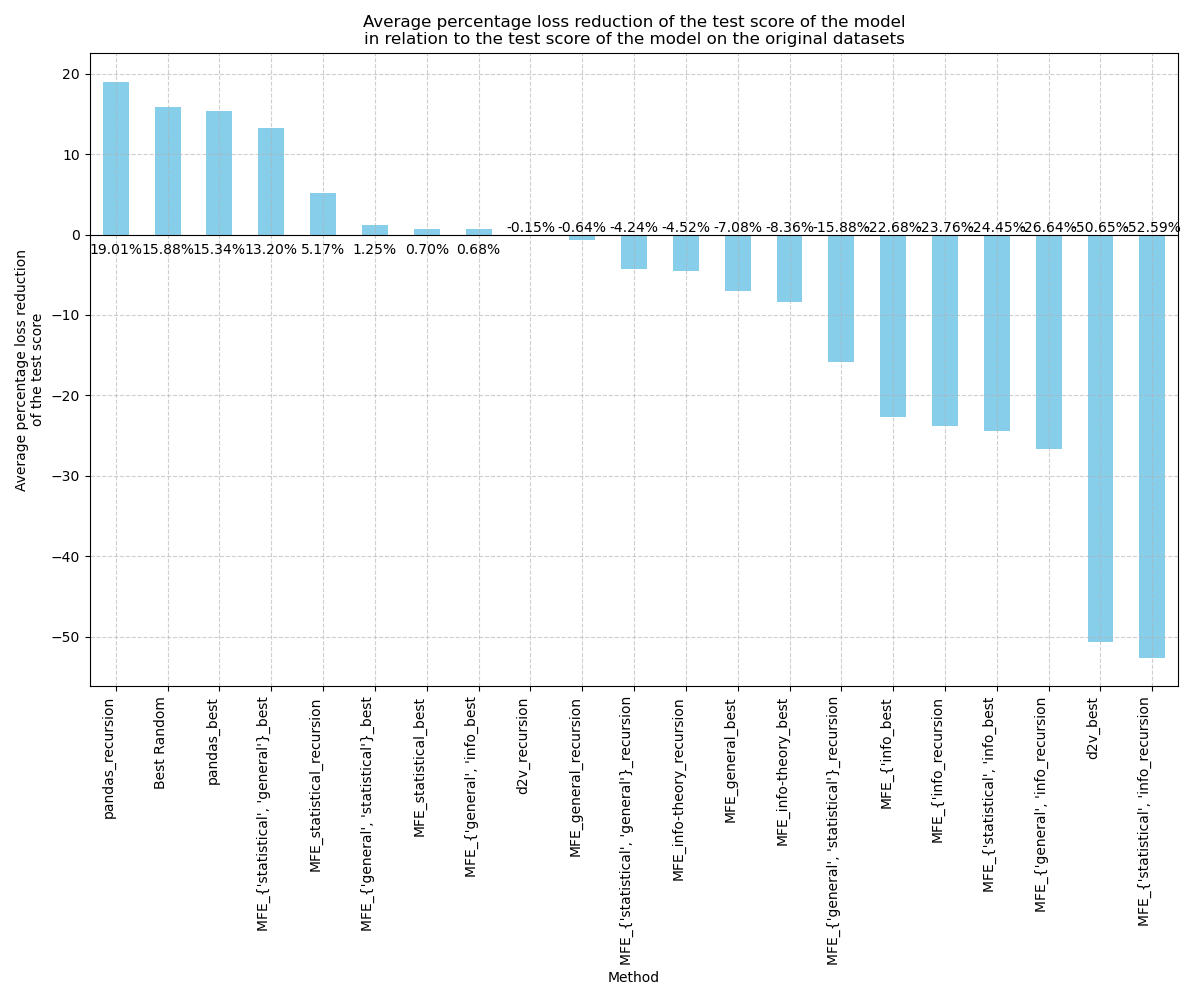 Average percentage loss reduction of the test score of the model
in relation to the test score of the model on the original datasets
Average percentage loss reduction
of the test score
20
10
0
−10
−20
−30
−40
−50
19.01% 15.88% 15.34% 13.20% 5.17% 1.25% 0.70% 0.68% -0.15% -0.64% -4.24% -4.52% -7.08% -8.36% -15.88% -22.68% -23.76% -24.45% -26.64% -50.65% -52.59%
pandas_recursion
Best Random
pandas_best
MFE_{'statistical', 'general'}_best
MFE_statistical_recursion
MFE_{'general', 'statistical'}_best
MFE_statistical_best
MFE_{'general', 'info_best
d2v_recursion
MFE_general_recursion
MFE_{'statistical', 'general'}_recursion
MFE_info-theory_recursion
MFE_general_best
MFE_info-theory_best
MFE_{'general', 'statistical'}_recursion
MFE_{'info_best
MFE_{'info_recursion
MFE_{'statistical', 'info_best
MFE_{'general', 'info_recursion
d2v_best
MFE_{'statistical', 'info_recursion
Method